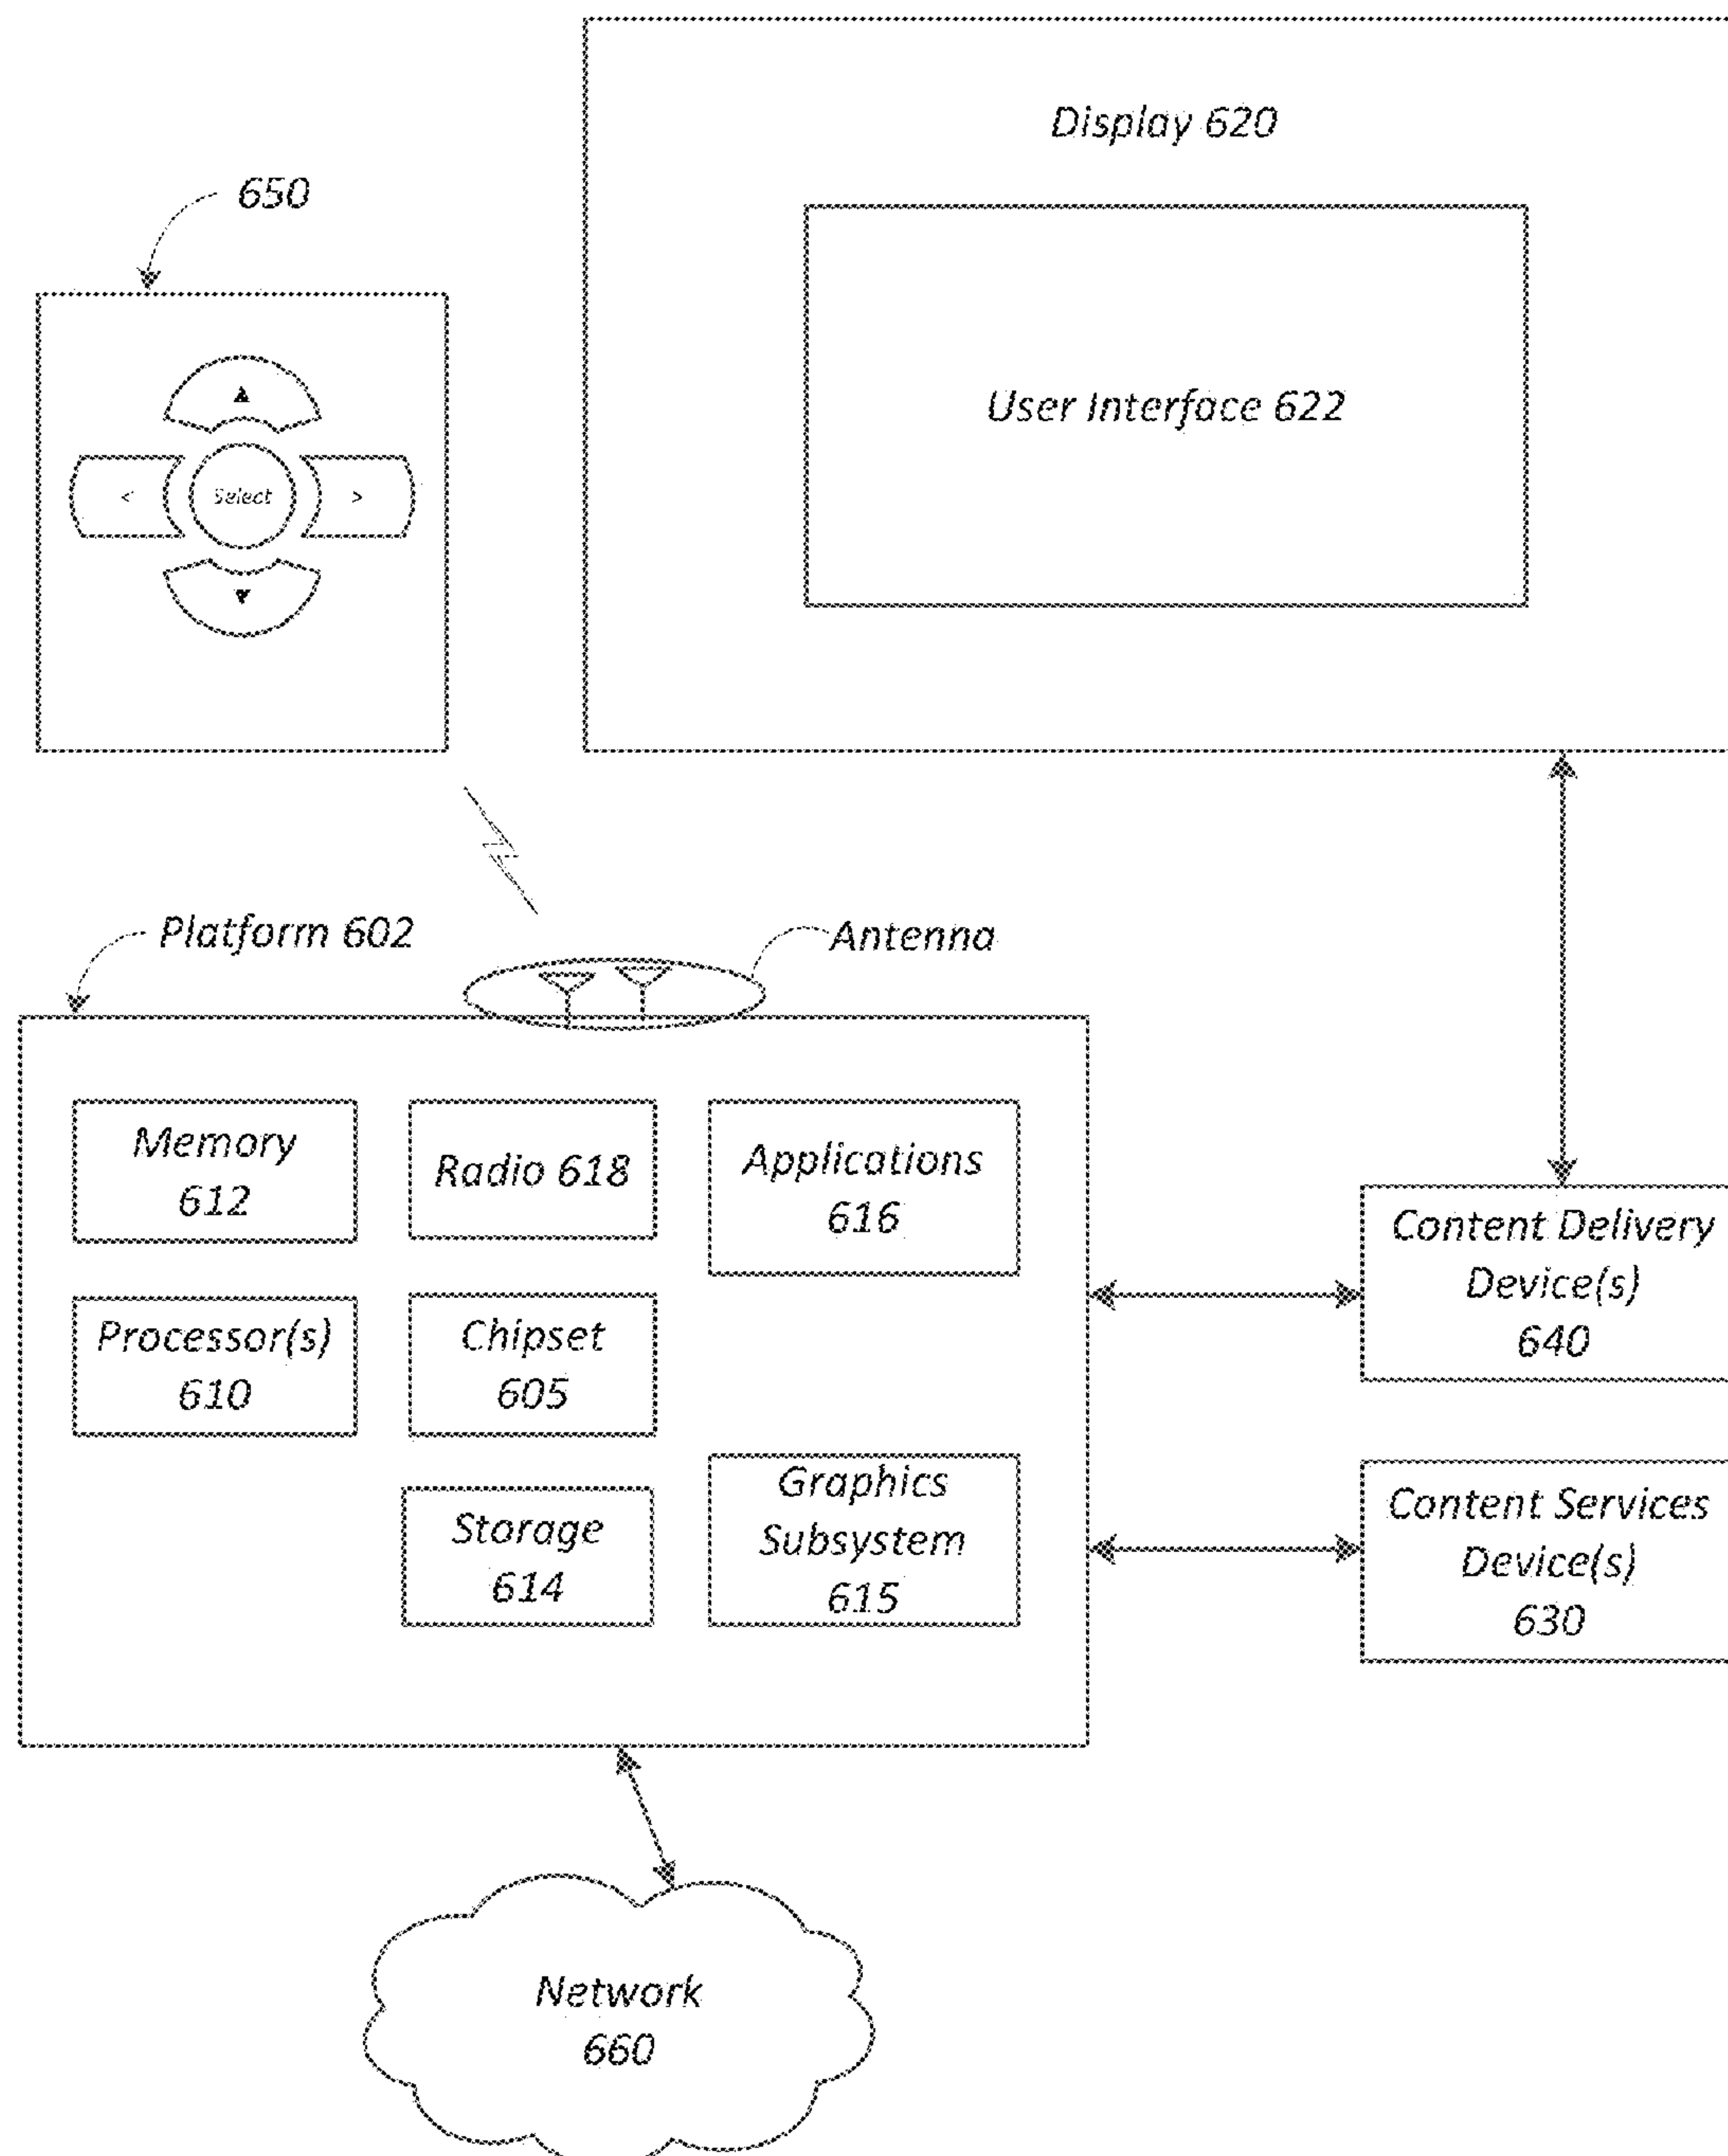 Display 620
650
User Interface 622
<
Select
>
Platform 602
Antenna
Memory
612
Radio 618
Applications
616
Processor(s)
610
Chipset
605
Storage
614
Graphics
Subsystem
615
Content Delivery
Device(s)
640
Content Services
Device(s)
630
Network
660